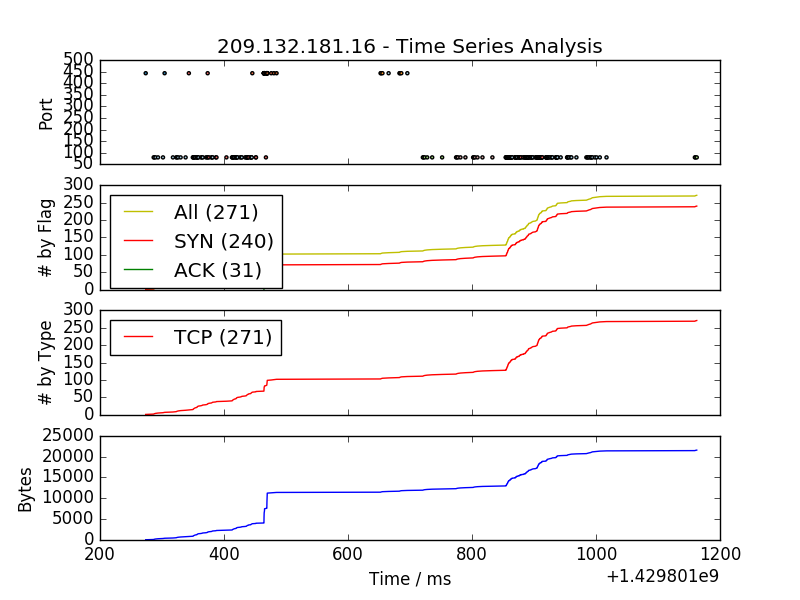 209.132.181.16 - Time Series Analysis
500
450
400
350
300
250
200
150
100
50
Port
300
250
200
150
100
50
0
# by Flag
All (271)
SYN (240)
ACK (31)
300
250
200
150
100
50
0
# by Type
TCP (271)
25000
20000
15000
10000
5000
0
Bytes
200 400 600 800 1000 1200
Time / ms
+1.429801e9